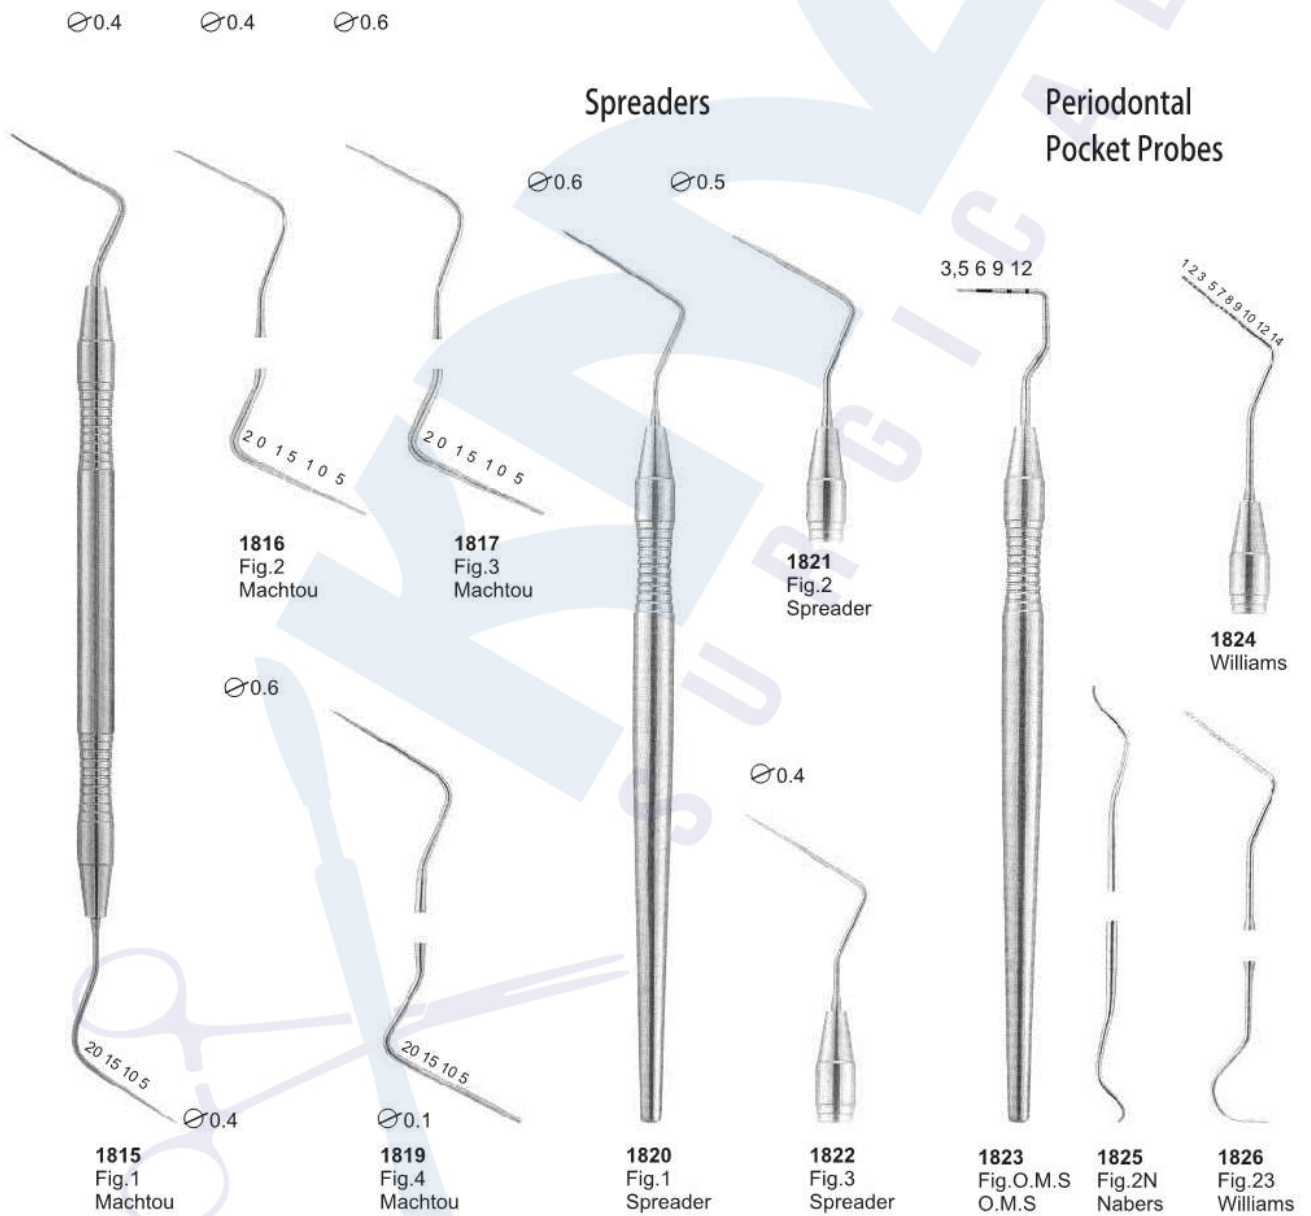 ⌀0.4
⌀0.4
⌀0.6
Spreaders
Periodontal
Pocket Probes
⌀0.6
⌀0.5
3,5 6 9 12
1 2 3 5 7 8 9 10 12 14
20 15 10 5
20 15 10 5
1816
Fig.2
Machtou
1817
Fig.3
Machtou
1821
Fig.2
Spreader
1824
Williams
⌀0.6
⌀0.4
20 15 10 5
⌀0.4
20 15 10 5
⌀0.1
1815
Fig.1
Machtou
1819
Fig.4
Machtou
1820
Fig.1
Spreader
1822
Fig.3
Spreader
1823
Fig.O.M.S
O.M.S
1825
Fig.2N
Nabers
1826
Fig.23
Williams
SURGICAL